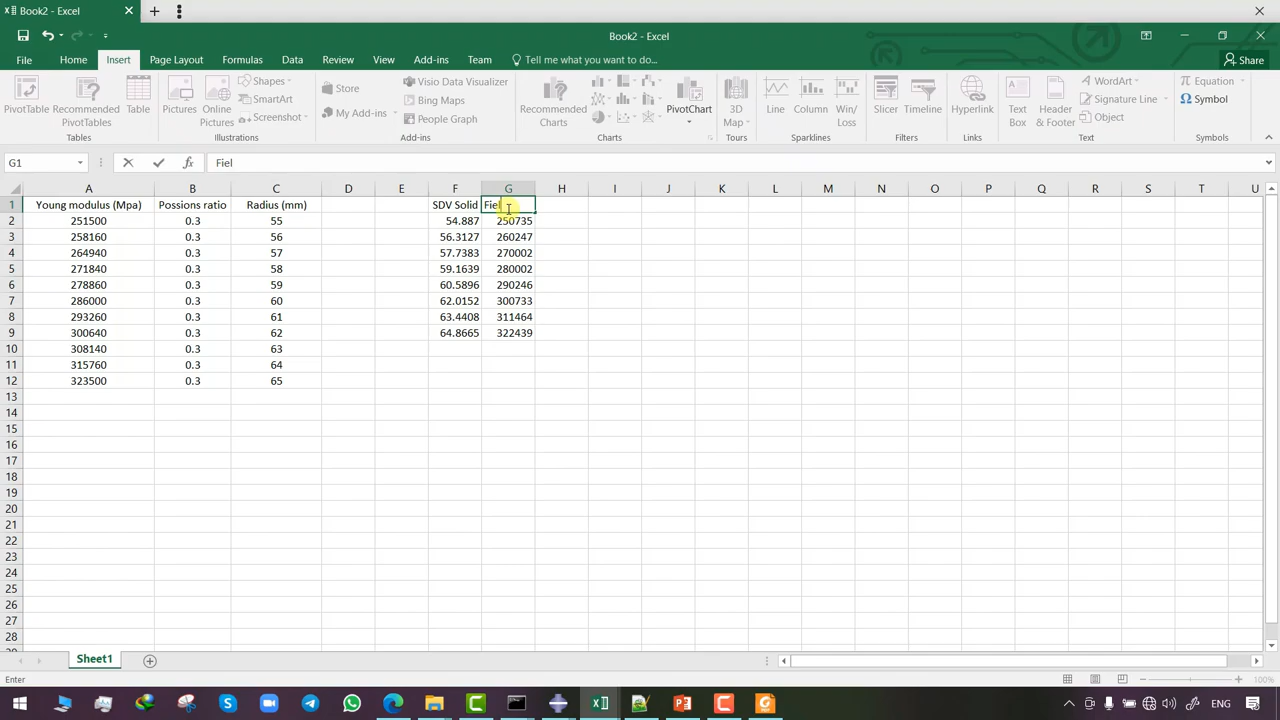 Book2 - Excel
Book2 - Excel
File Home Insert Page Layout Formulas Data Review View Add-ins Team Tell me what you want to do... Share
PivotTable Recommended PivotTables Table
Tables
Pictures Online Pictures Shapes SmartArt Screenshot
Illustrations
Store My Add-ins Visio Data Visualizer Bing Maps People Graph
Add-ins
Recommended Charts PivotChart
Charts
3D Map
Tours
Line Column Win/ Loss
Sparklines
Slicer Timeline
Filters
Hyperlink
Links
Text Box Header & Footer WordArt Signature Line Object
Text
Equation Symbol
Symbols
G1 fx Fiel
A B C D E F G H I J K L M N O P Q R S T U
1 Young modulus (Mpa) Possions ratio Radius (mm) SDV Solid Fiel
2 251500 0.3 55 54.887 250735
3 258160 0.3 56 56.3127 260247
4 264940 0.3 57 57.7383 270002
5 271840 0.3 58 59.1639 280002
6 278860 0.3 59 60.5896 290246
7 286000 0.3 60 62.0152 300733
8 293260 0.3 61 63.4408 311464
9 300640 0.3 62 64.8665 322439
10 308140 0.3 63
11 315760 0.3 64
12 323500 0.3 65
13
14
15
16
17
18
19
20
21
22
23
24
25
26
27
28
Sheet1
Enter 100%
ENG